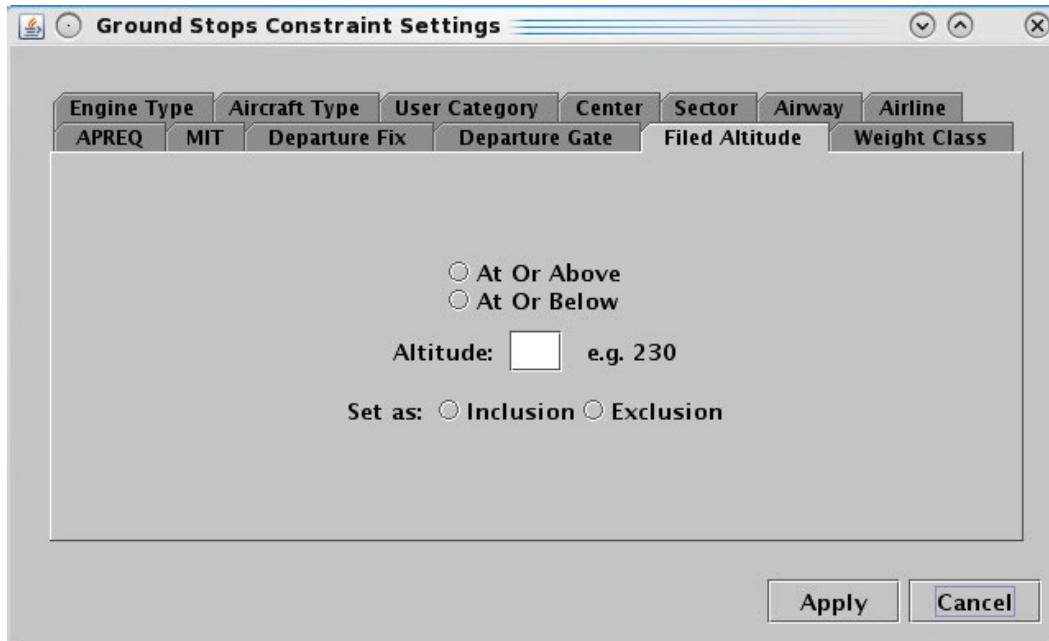 Ground Stops Constraint Settings
Engine Type Aircraft Type User Category Center Sector Airway Airline
APREQ MIT Departure Fix Departure Gate Filed Altitude Weight Class
At Or Above
At Or Below
Altitude: e.g. 230
Set as: Inclusion Exclusion
Apply Cancel